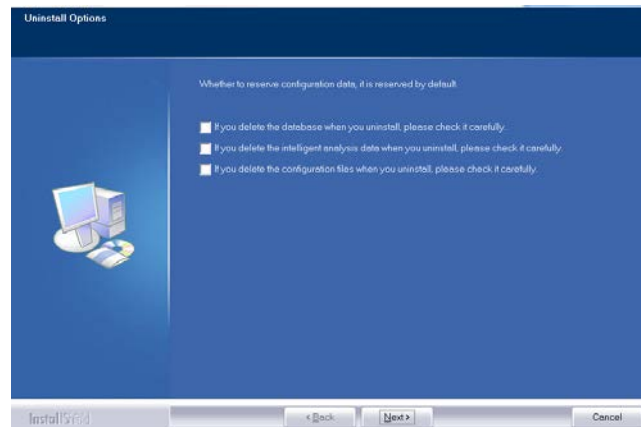 Uninstall Options
Whether to reserve configuration data, it is reserved by default.
If you delete the database when you uninstall, please check it carefully.
If you delete the intelligent analysis data when you uninstall, please check it carefully.
If you delete the configuration files when you uninstall, please check it carefully.
InstallShield
< Back
Next >
Cancel